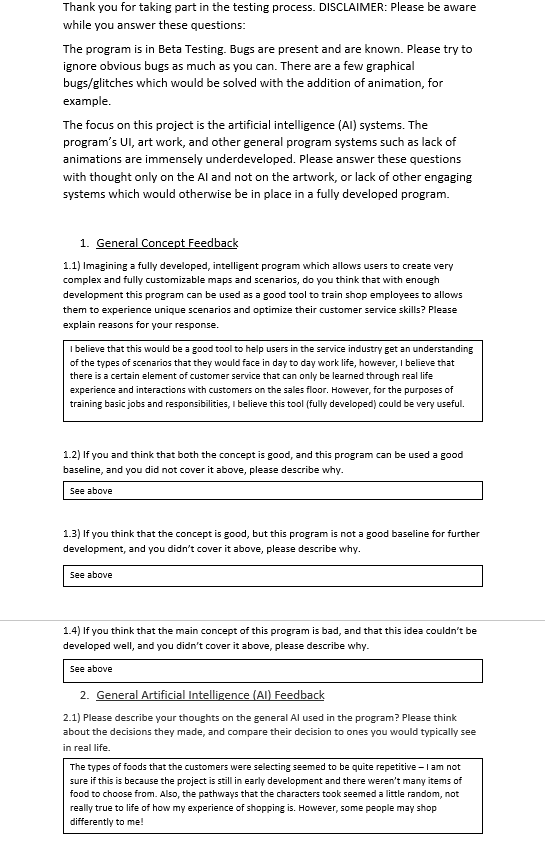 Thank you for taking part in the testing process. DISCLAIMER: Please be aware
while you answer these questions:
The program is in Beta Testing. Bugs are present and are known. Please try to
ignore obvious bugs as much as you can. There are a few graphical
bugs/glitches which would be solved with the addition of animation, for
example.
The focus on this project is the artificial intelligence (AI) systems. The
program's UI, art work, and other general program systems such as lack of
animations are immensely underdeveloped. Please answer these questions
with thought only on the AI and not on the artwork, or lack of other engaging
systems which would otherwise be in place in a fully developed program.
1. General Concept Feedback
1.1) Imagining a fully developed, intelligent program which allows users to create very
complex and fully customizable maps and scenarios, do you think that with enough
development this program can be used as a good tool to train shop employees to allows
them to experience unique scenarios and optimize their customer service skills? Please
explain reasons for your response.
I believe that this would be a good tool to help users in the service industry get an understanding
of the types of scenarios that they would face in day to day work life, however, I believe that
there is a certain element of customer service that can only be learned through real life
experience and interactions with customers on the sales floor. However, for the purposes of
training basic jobs and responsibilities, I believe this tool (fully developed) could be very useful.
1.2) If you and think that both the concept is good, and this program can be used a good
baseline, and you did not cover it above, please describe why.
See above
1.3) If you think that the concept is good, but this program is not a good baseline for further
development, and you didn't cover it above, please describe why.
See above
1.4) If you think that the main concept of this program is bad, and that this idea couldn't be
developed well, and you didn't cover it above, please describe why.
See above
2. General Artificial Intelligence (AI) Feedback
2.1) Please describe your thoughts on the general AI used in the program? Please think
about the decisions they made, and compare their decision to ones you would typically see
in real life.
The types of foods that the customers were selecting seemed to be quite repetitive – I am not
sure if this is because the project is still in early development and there weren't many items of
food to choose from. Also, the pathways that the characters took seemed a little random, not
really true to life of how my experience of shopping is. However, some people may shop
differently to me!